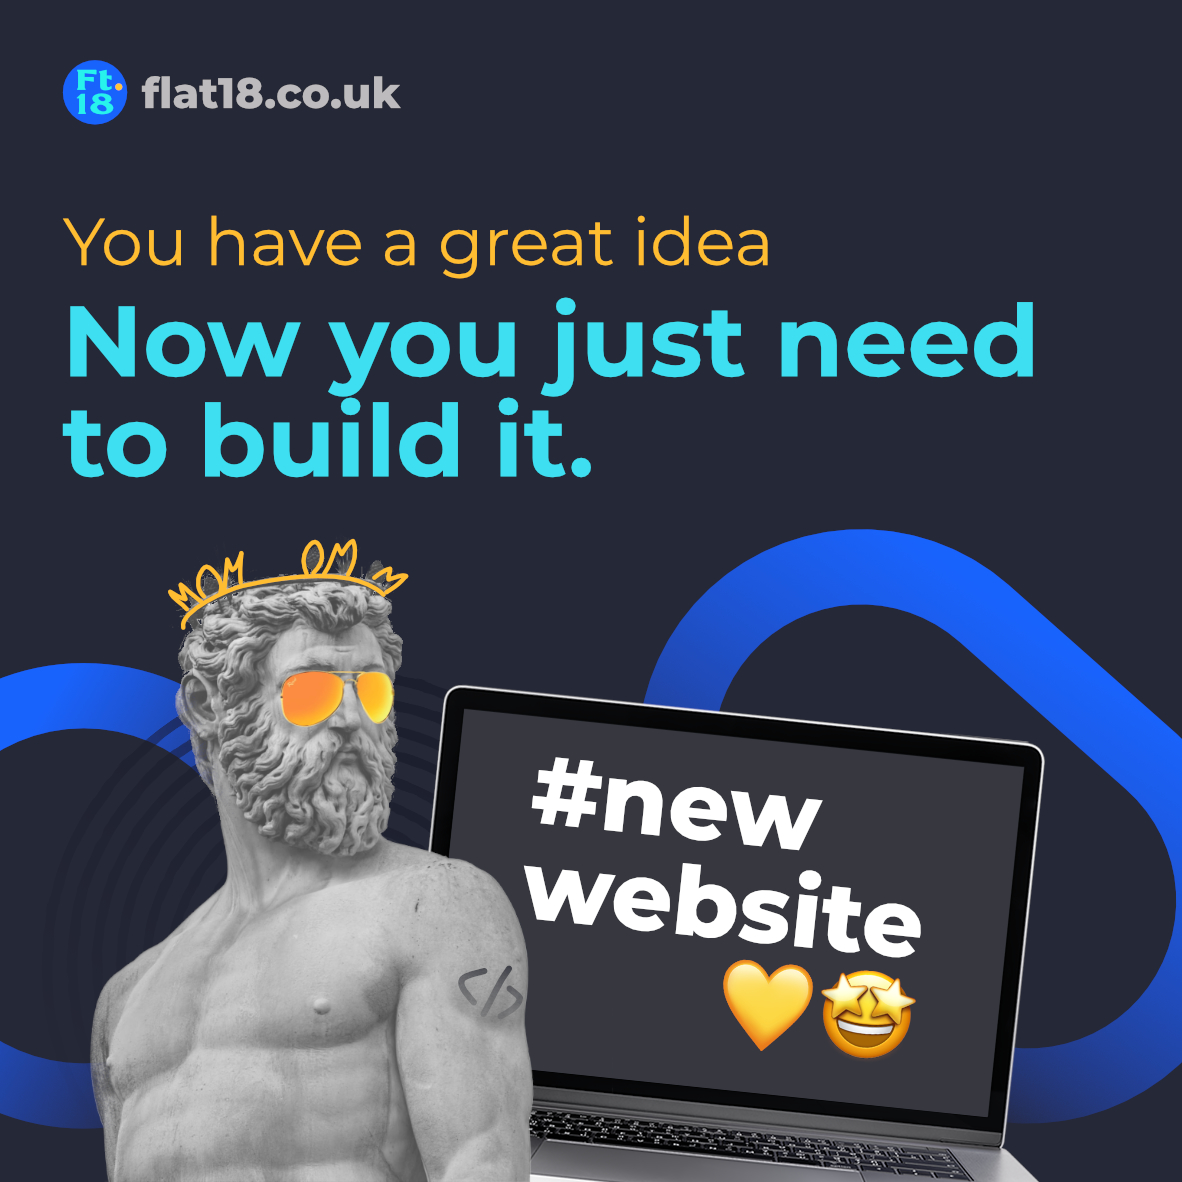 Ft.
18
flat18.co.uk
You have a great idea
Now you just need
to build it.
#new
website
</>